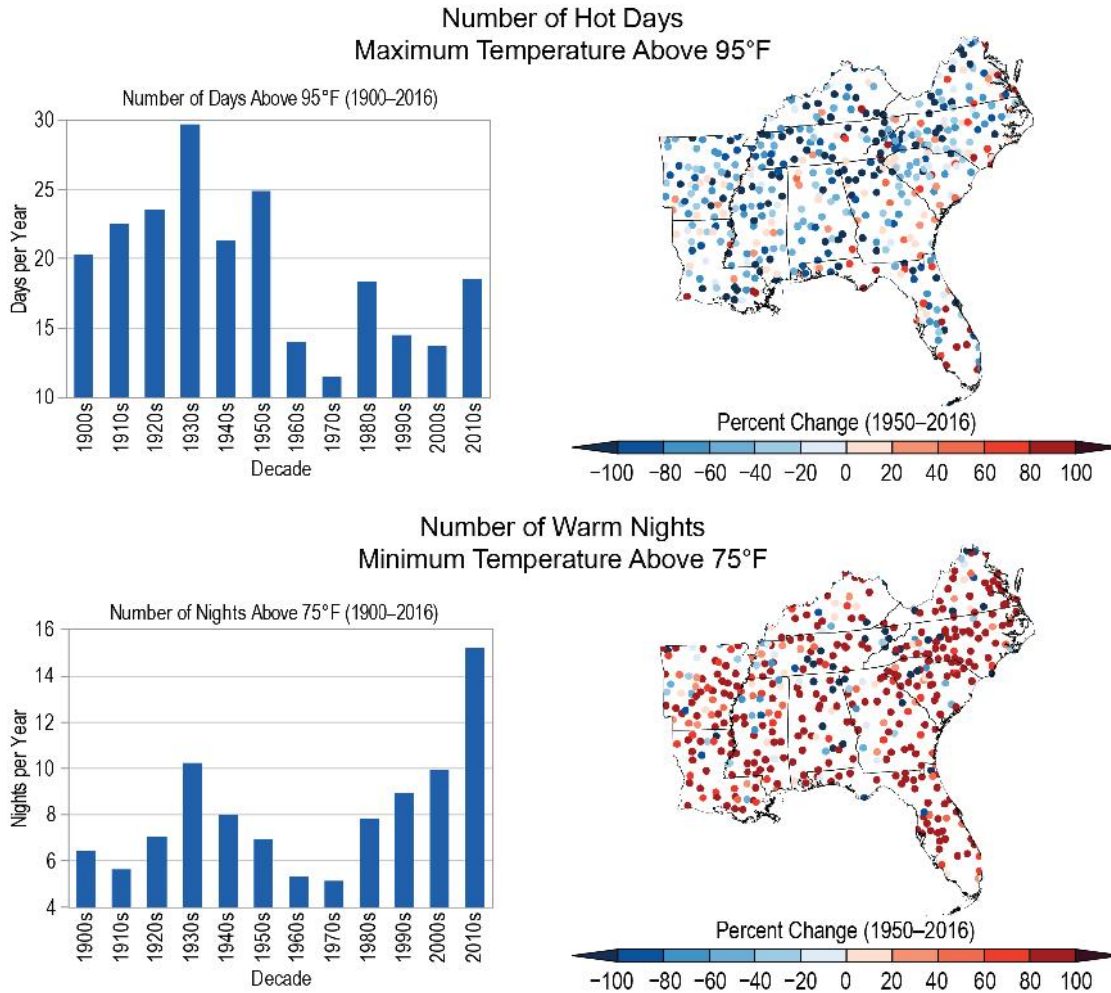 Number of Hot Days
Maximum Temperature Above 95°F
Number of Days Above 95°F (1900–2016)
Days per Year
30
25
20
15
10
1900s 1910s 1920s 1930s 1940s 1950s 1960s 1970s 1980s 1990s 2000s 2010s
Decade
Percent Change (1950–2016)
−100 −80 −60 −40 −20 0 20 40 60 80 100
Number of Warm Nights
Minimum Temperature Above 75°F
Number of Nights Above 75°F (1900–2016)
Nights per Year
16
14
12
10
8
6
4
1900s 1910s 1920s 1930s 1940s 1950s 1960s 1970s 1980s 1990s 2000s 2010s
Decade
Percent Change (1950–2016)
−100 −80 −60 −40 −20 0 20 40 60 80 100